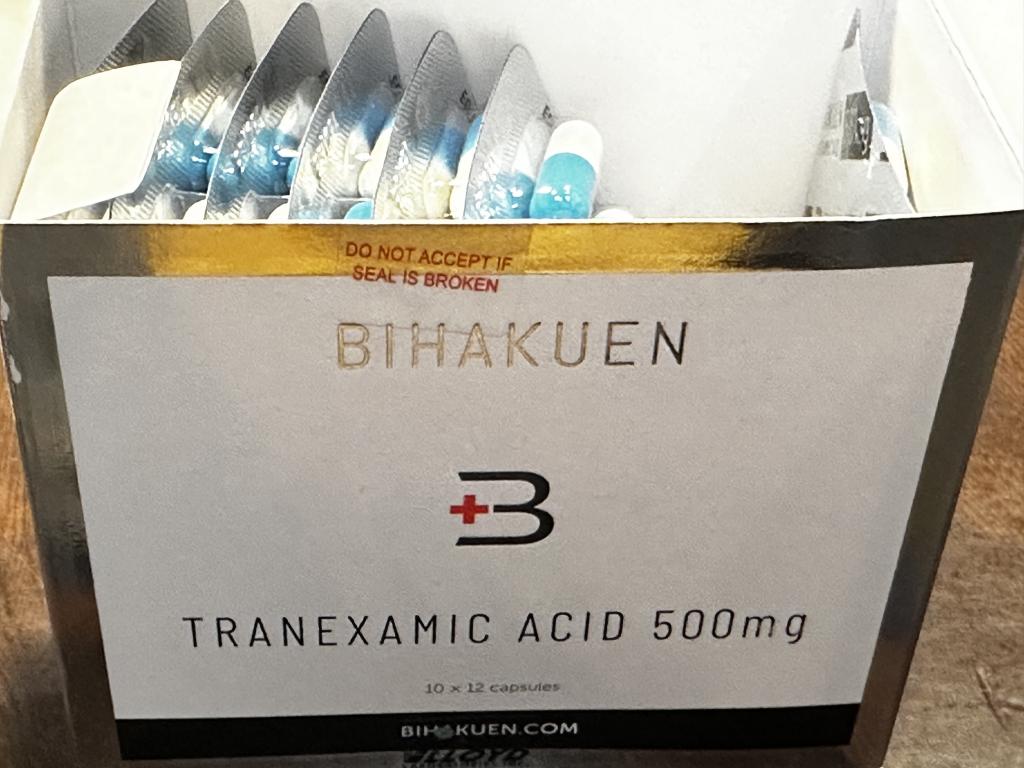 DO NOT ACCEPT IF
SEAL IS BROKEN
BIHAKUEN
B
TRANEXAMIC ACID 500mg
10 x 12 capsules
BIHAKUEN.COM